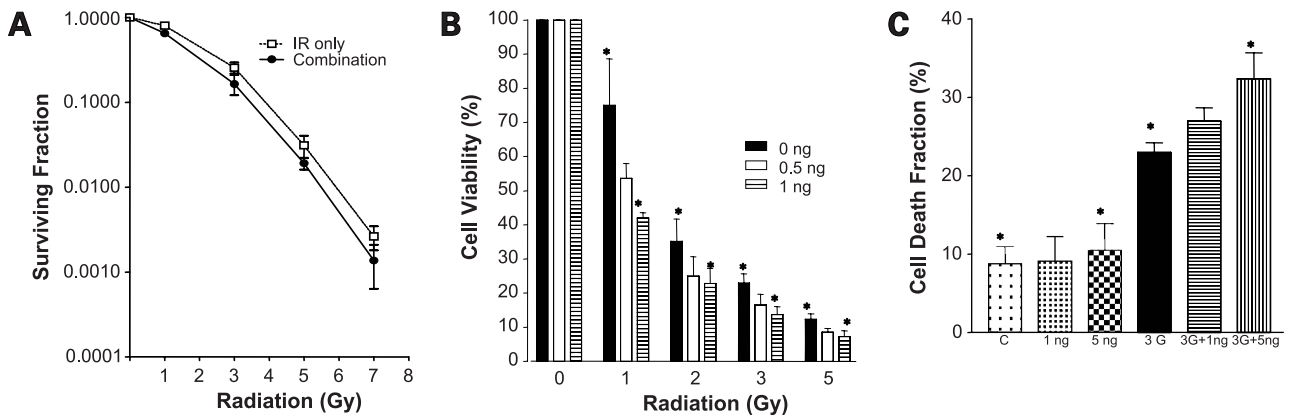 A
Surviving Fraction
1.0000
0.1000
0.0100
0.0010
0.0001
IR only
Combination
1 2 3 4 5 6 7 8
Radiation (Gy)
B
Cell Viability (%)
100
90
80
70
60
50
40
30
20
10
0
*
*
*
*
*
*
*
*
0 ng
0.5 ng
1 ng
0 1 2 3 5
Radiation (Gy)
C
Cell Death Fraction (%)
40
30
20
10
0
*
*
*
*
C 1 ng 5 ng 3 G 3G+1ng 3G+5ng